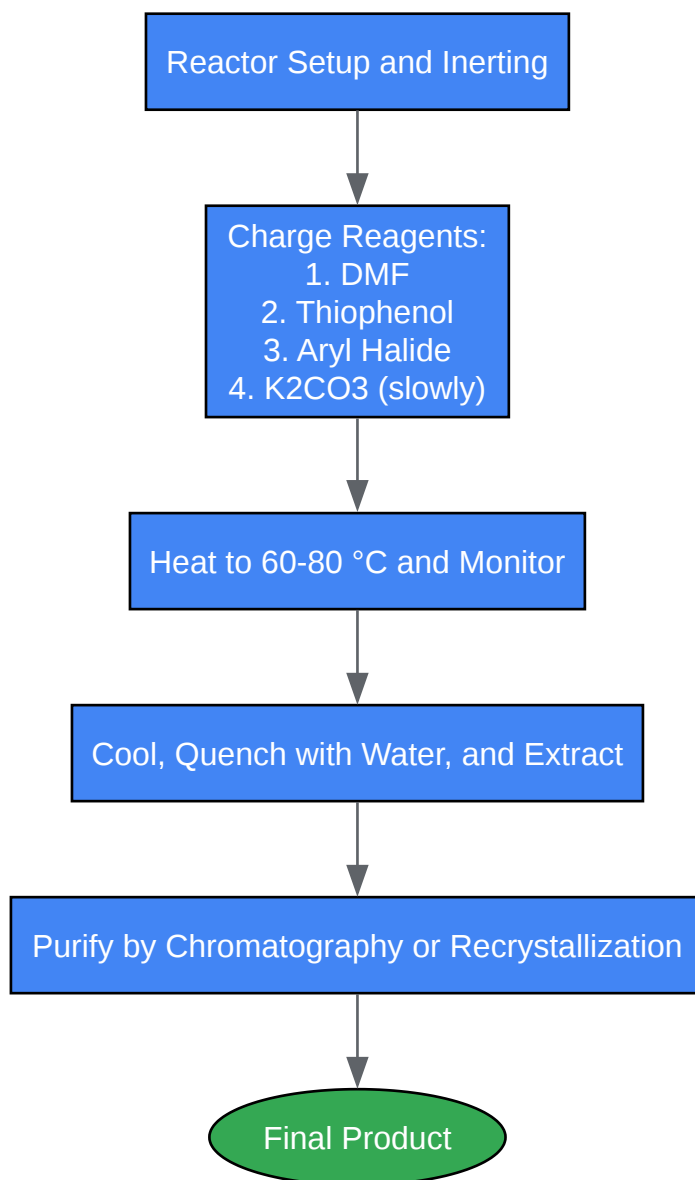 Reactor Setup and Inerting
Charge Reagents:
1. DMF
2. Thiophenol
3. Aryl Halide
4. K2CO3 (slowly)
Heat to 60-80 °C and Monitor
Cool, Quench with Water, and Extract
Purify by Chromatography or Recrystallization
Final Product